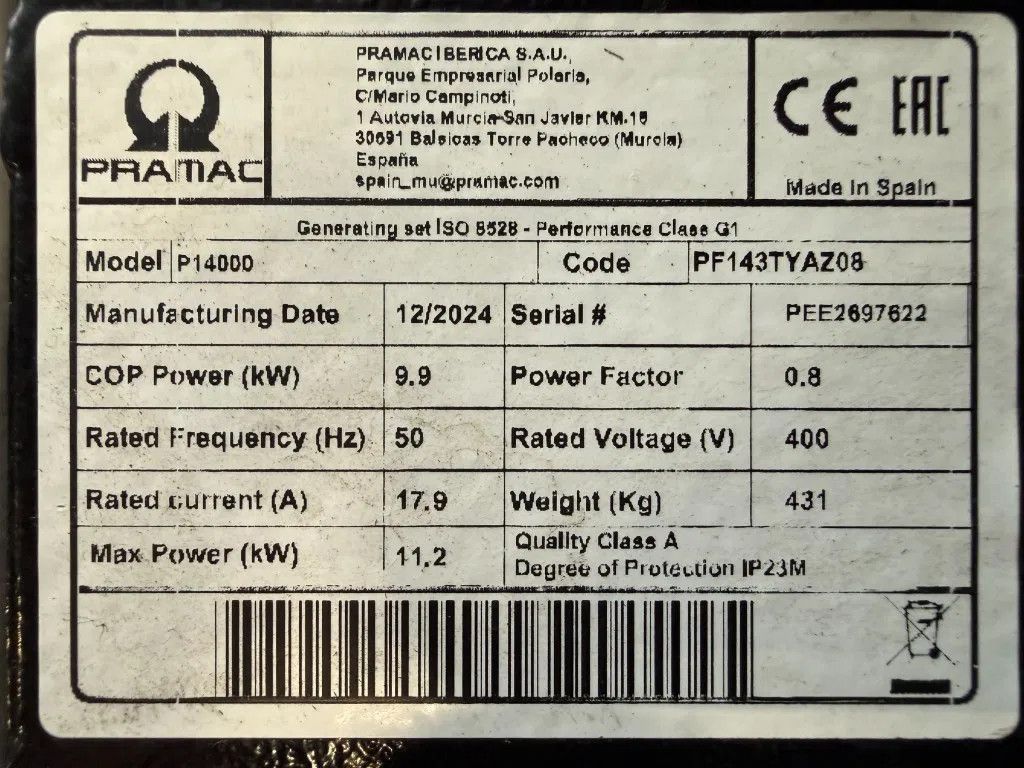 PRAMAC
PRAMAC IBERICA S.A.U.,
Parque Empresarial Polaris,
C/Mario Campinoti,
1 Autovia Murcia-San Javier KM.18
30591 Balsicas Torre Pacheco (Murcia)
España
spain_mu@pramac.com
CE EAC
Made in Spain
Generating set ISO 8528 - Performance Class G1
Model P14000 Code PF143TYAZ08
Manufacturing Date 12/2024 Serial # PEE2697622
COP Power (kW) 9.9 Power Factor 0.8
Rated Frequency (Hz) 50 Rated Voltage (V) 400
Rated current (A) 17.9 Weight (Kg) 431
Max Power (kW) 11.2 Quality Class A
Degree of Protection IP23M